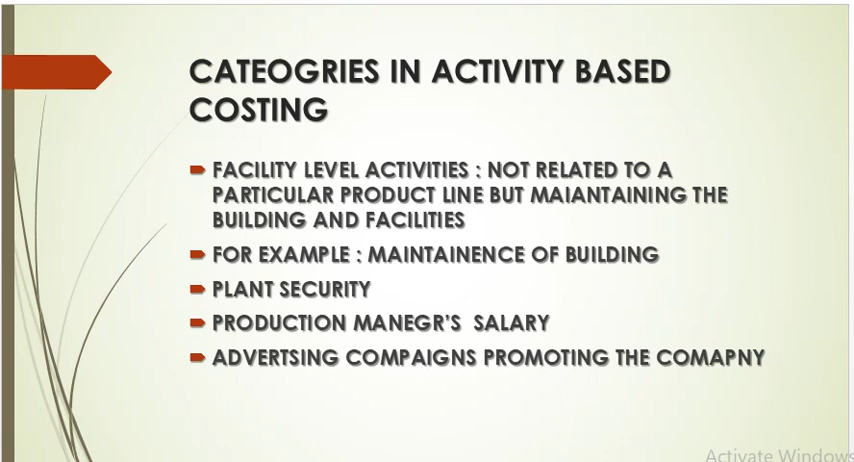 CATEOGRIES IN ACTIVITY BASED
COSTING
FACILITY LEVEL ACTIVITIES : NOT RELATED TO A
PARTICULAR PRODUCT LINE BUT MAIANTAINING THE
BUILDING AND FACILITIES
FOR EXAMPLE : MAINTAINENCE OF BUILDING
PLANT SECURITY
PRODUCTION MANEGR’S SALARY
ADVERTSING COMPAIGNS PROMOTING THE COMAPNY
Activate Windows